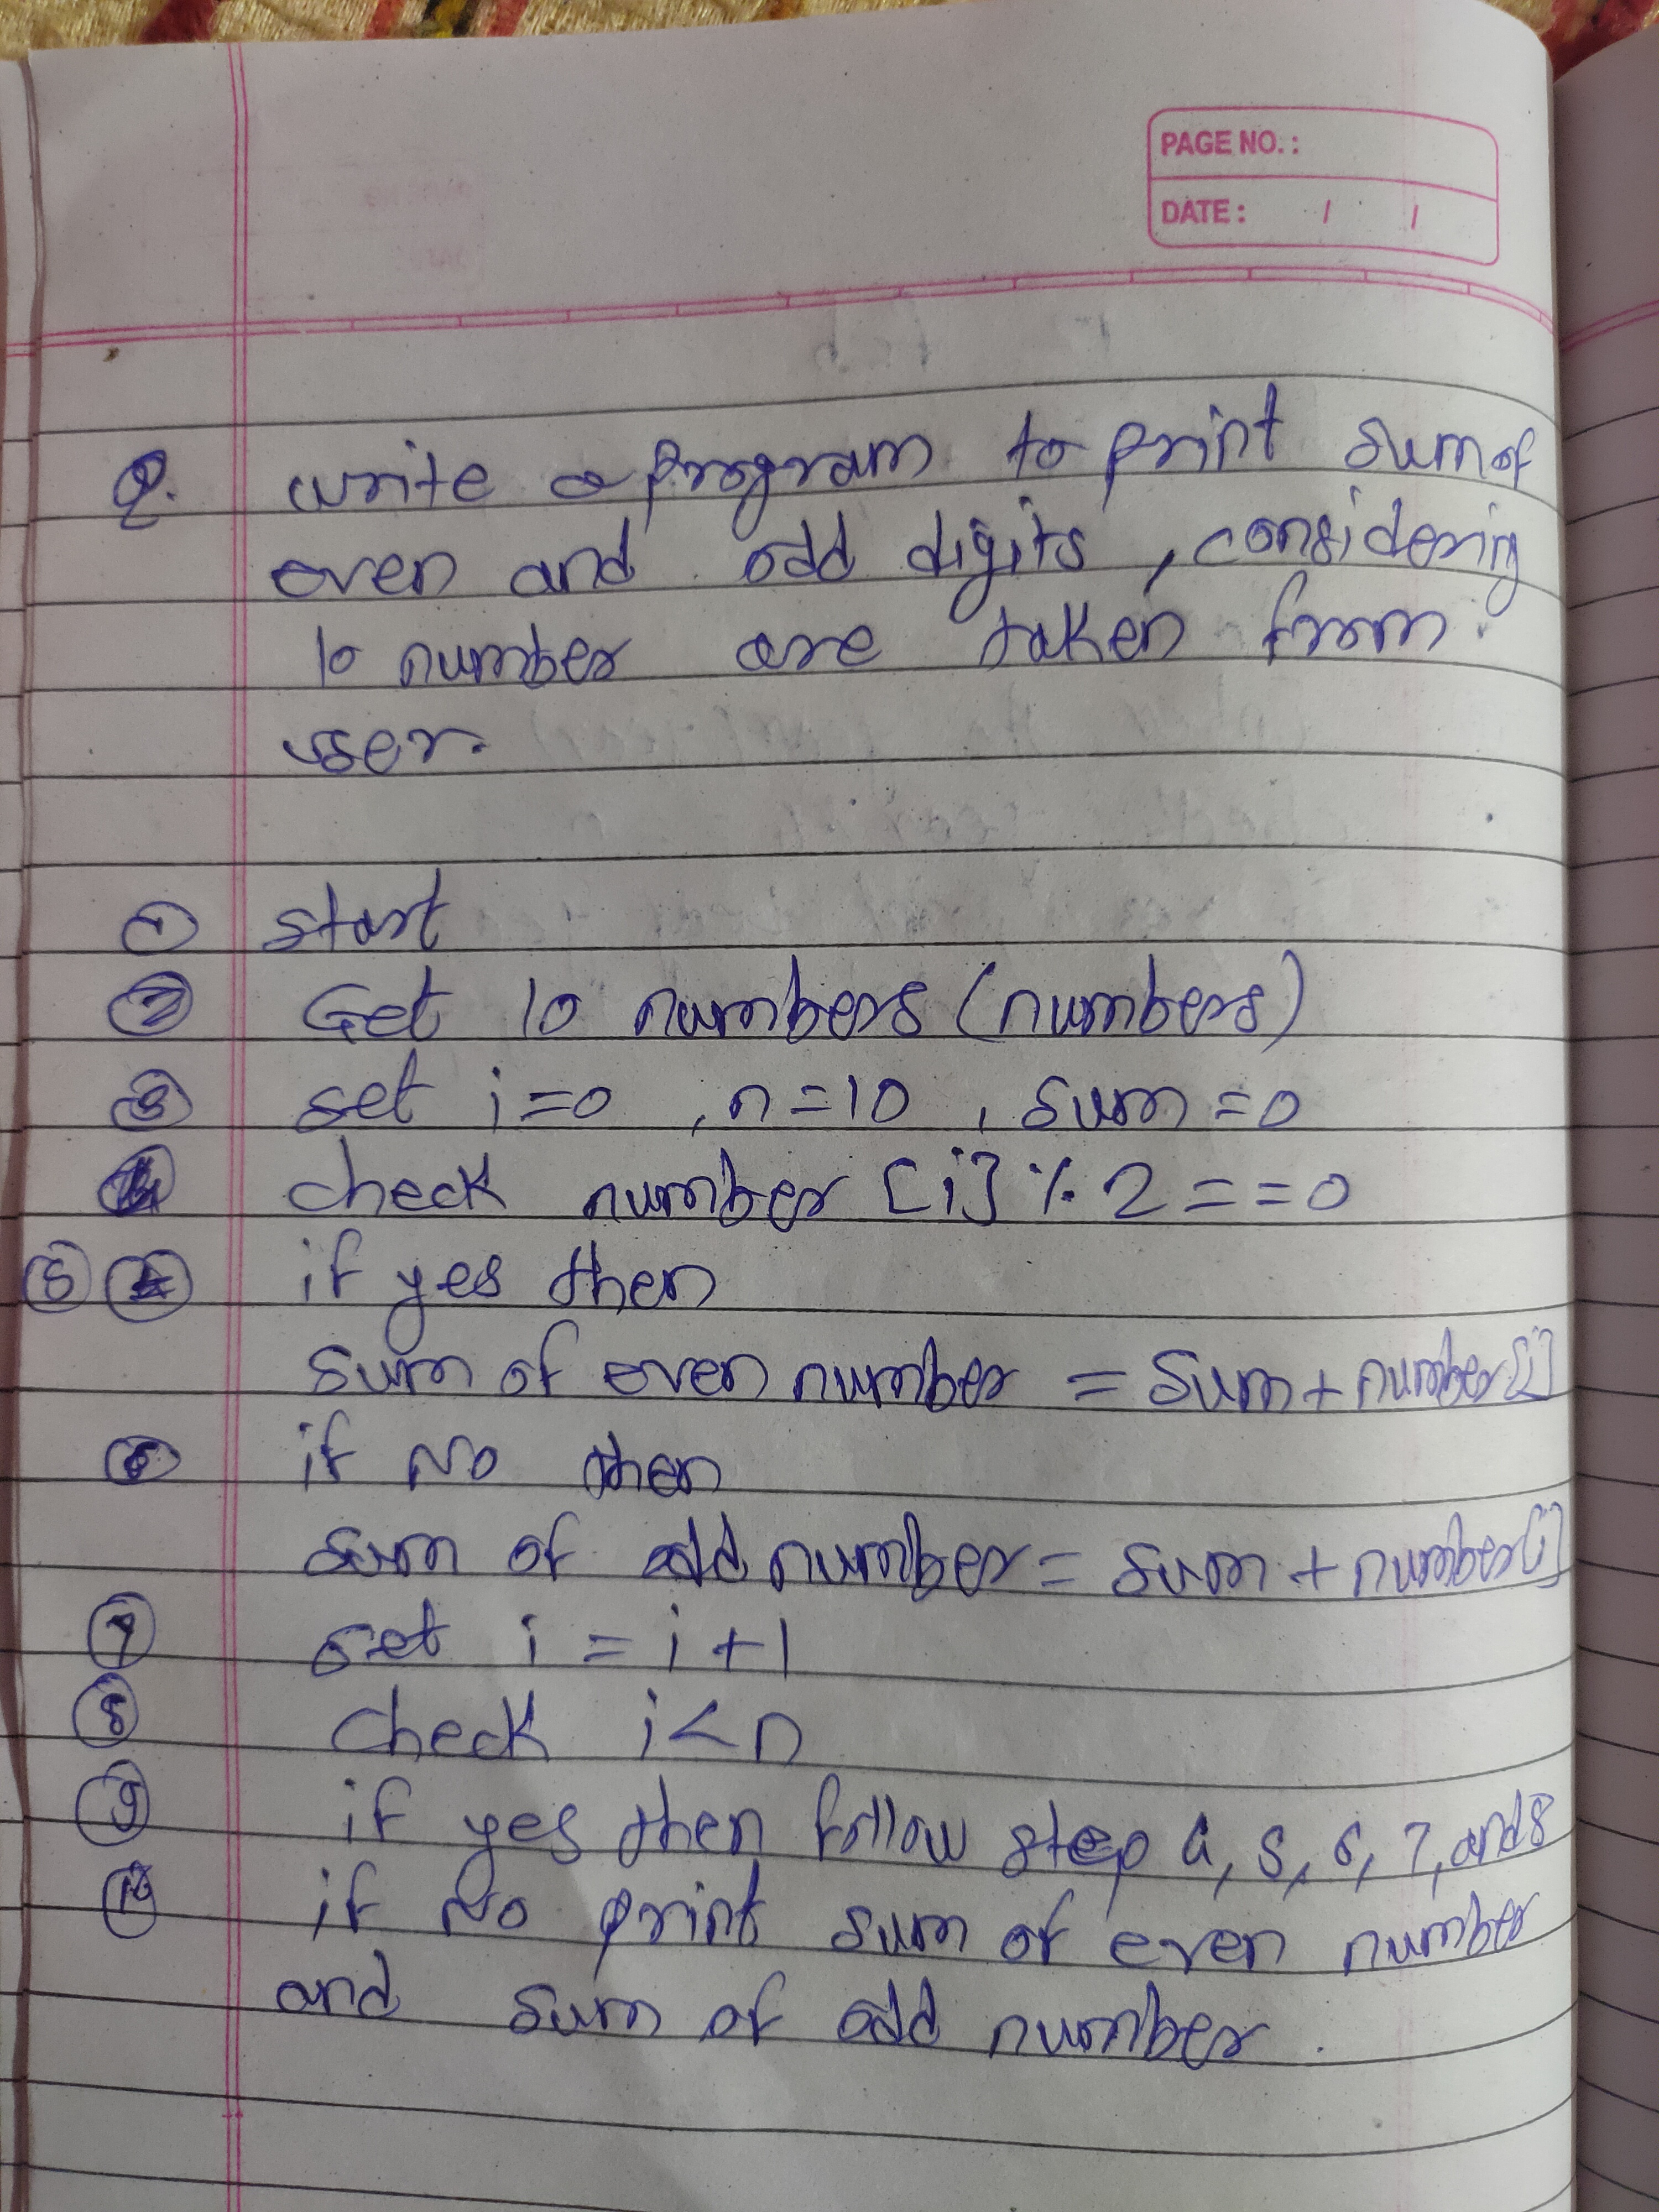 PAGE NO. :
DATE : / /
Q. write a program to print sum of
even and odd digits, considering
10 number are taken from
user.
① start
② Get 10 numbers (numbers)
③ set i=0 , n=10 , sum=0
④ check number [i] % 2 = = 0
⑤ if yes then
sum of even number = sum + number[i]
⑥ if No then
sum of odd number = sum + number[i]
⑦ set i = i + 1
⑧ check i < n
⑨ if yes then follow step 4, 5, 6, 7, and 8
⑩ if No print sum of even number
and sum of odd number.